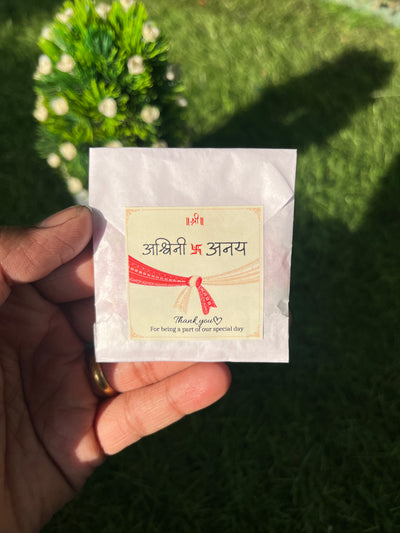 ॥श्री॥
अश्विनी 卐 अनय
Thank you♡
For being a part of our special day